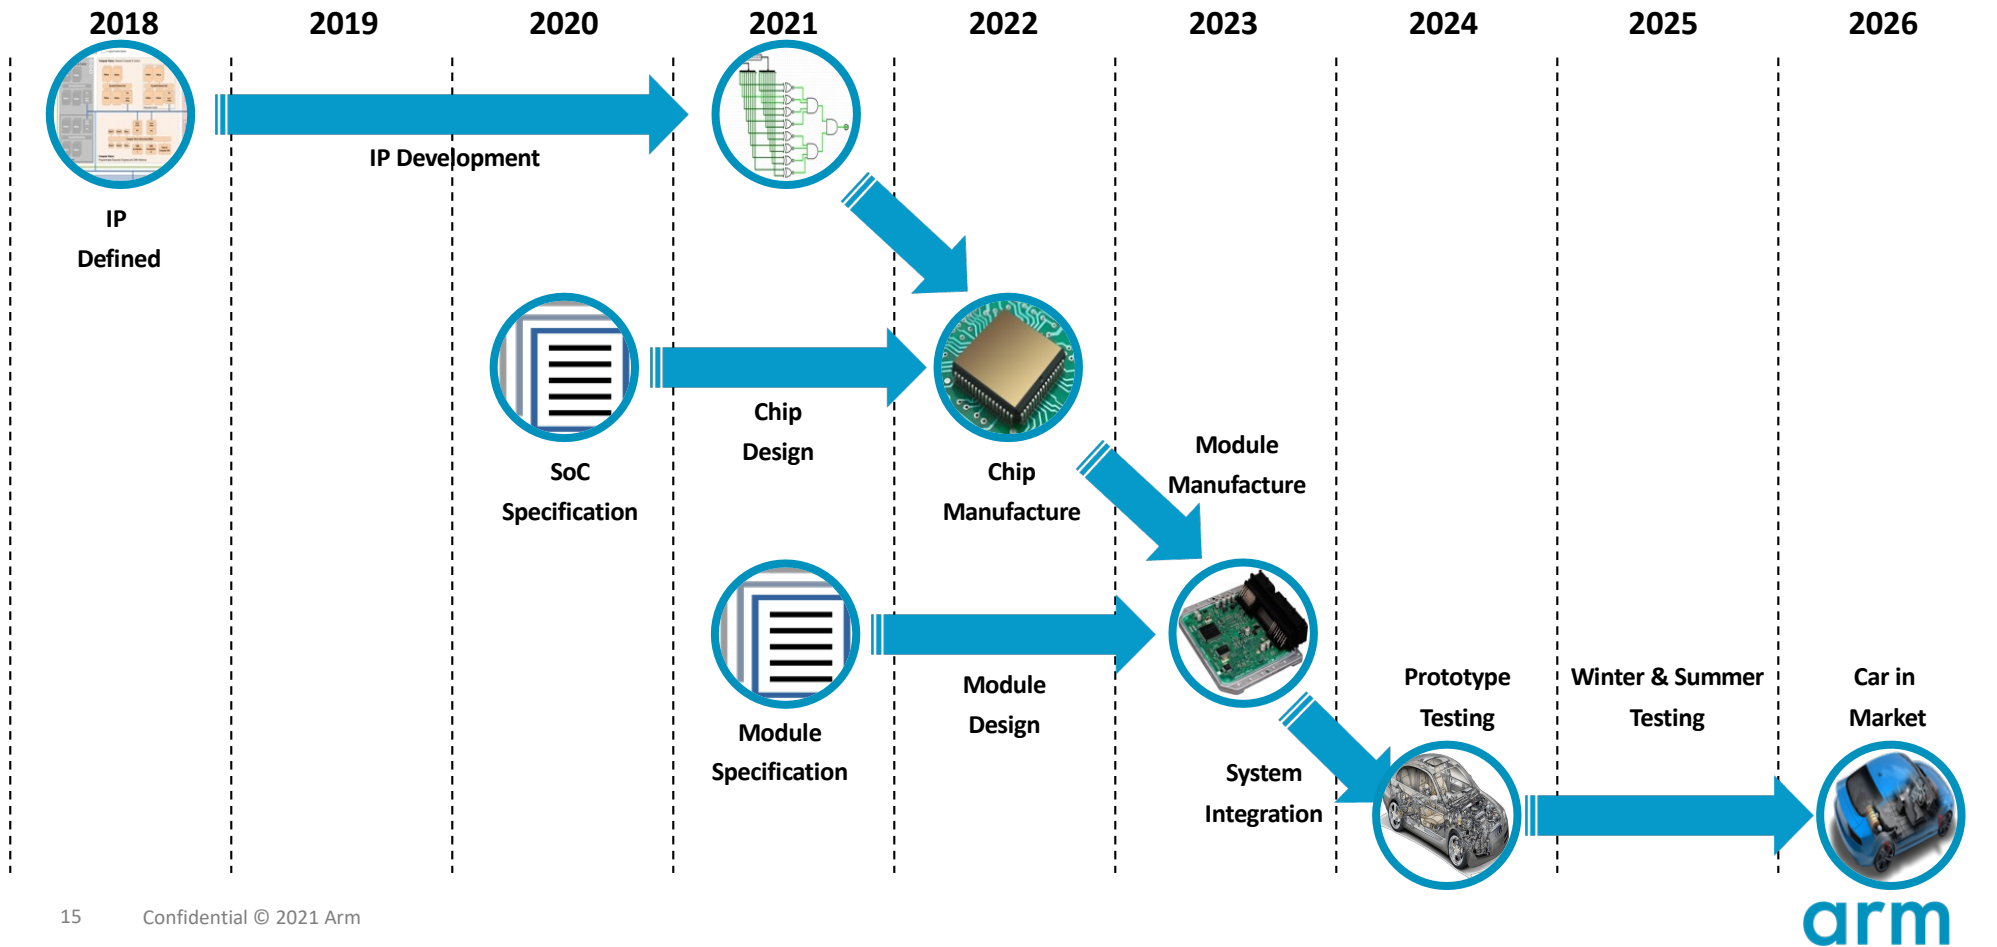 2018 2019 2020 2021 2022 2023 2024 2025 2026
IP Development
IP
Defined
Chip
Design
SoC
Specification
Chip
Manufacture
Module
Manufacture
Module
Specification
Module
Design
System
Integration
Prototype
Testing
Winter & Summer
Testing
Car in
Market
15 Confidential © 2021 Arm
arm